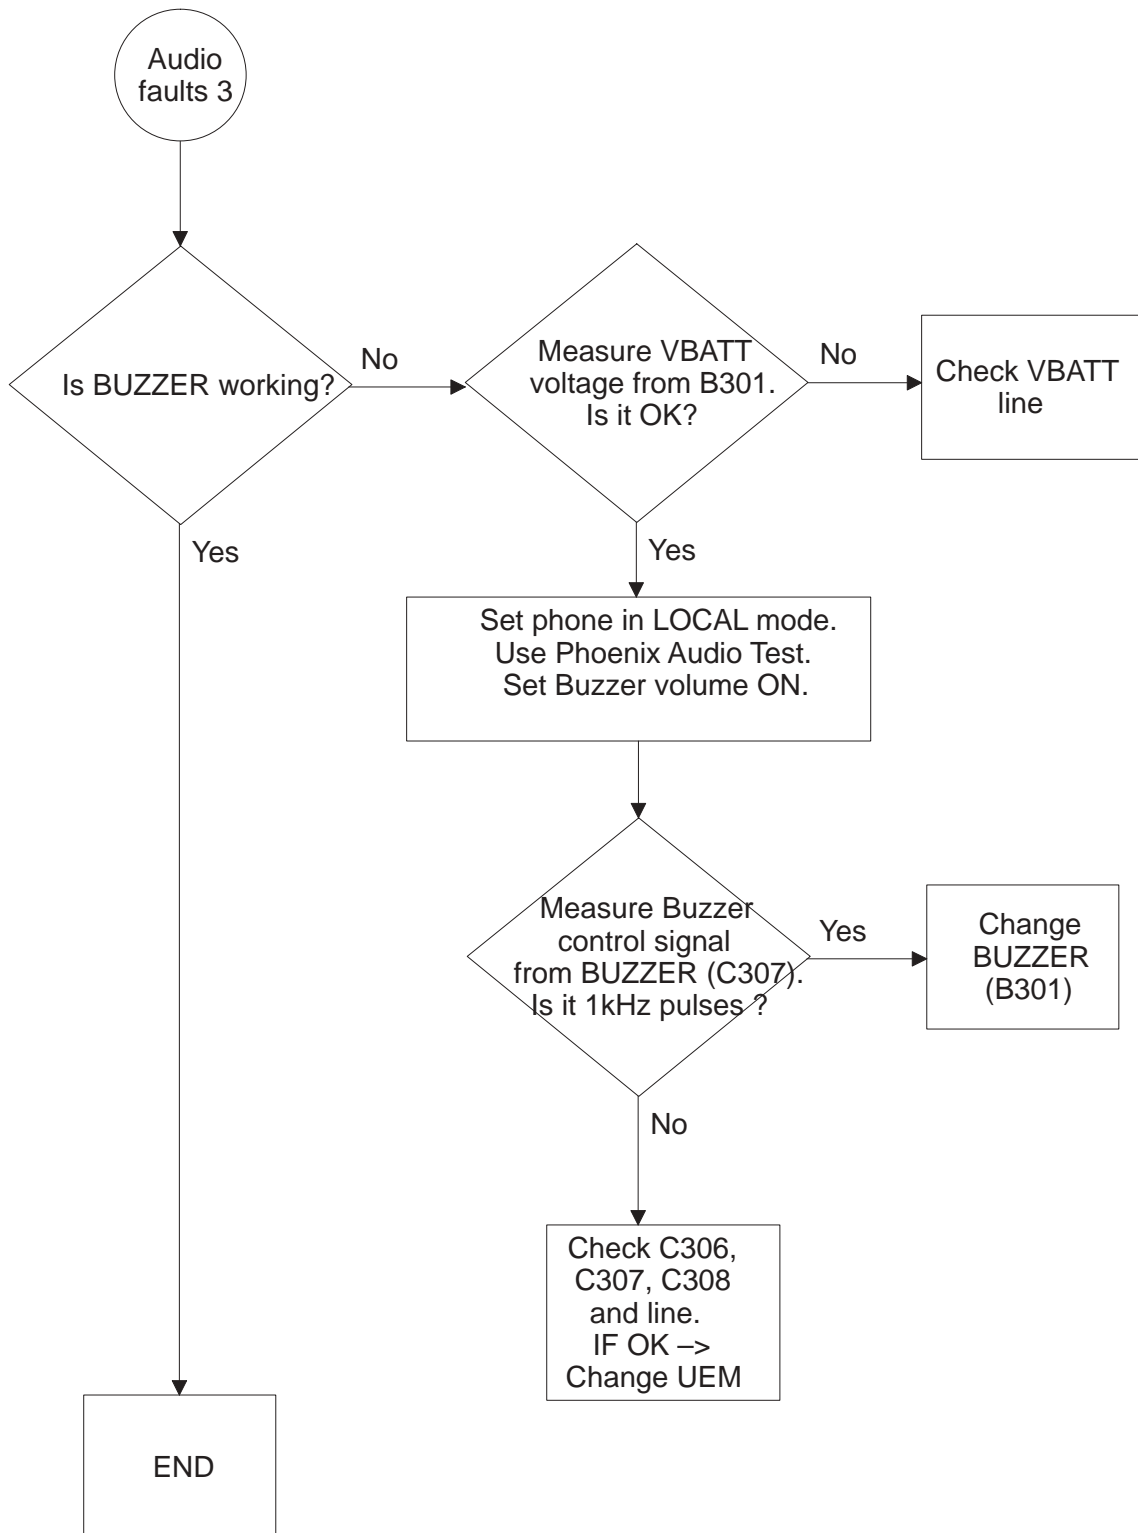 Audio
faults 3
Is BUZZER working?
No
Measure VBATT
voltage from B301.
Is it OK?
No
Check VBATT
line
Yes
Yes
Set phone in LOCAL mode.
Use Phoenix Audio Test.
Set Buzzer volume ON.
Measure Buzzer
control signal
from BUZZER (C307).
Is it 1kHz pulses ?
Yes
Change
BUZZER
(B301)
No
Check C306,
C307, C308
and line.
IF OK –>
Change UEM
END